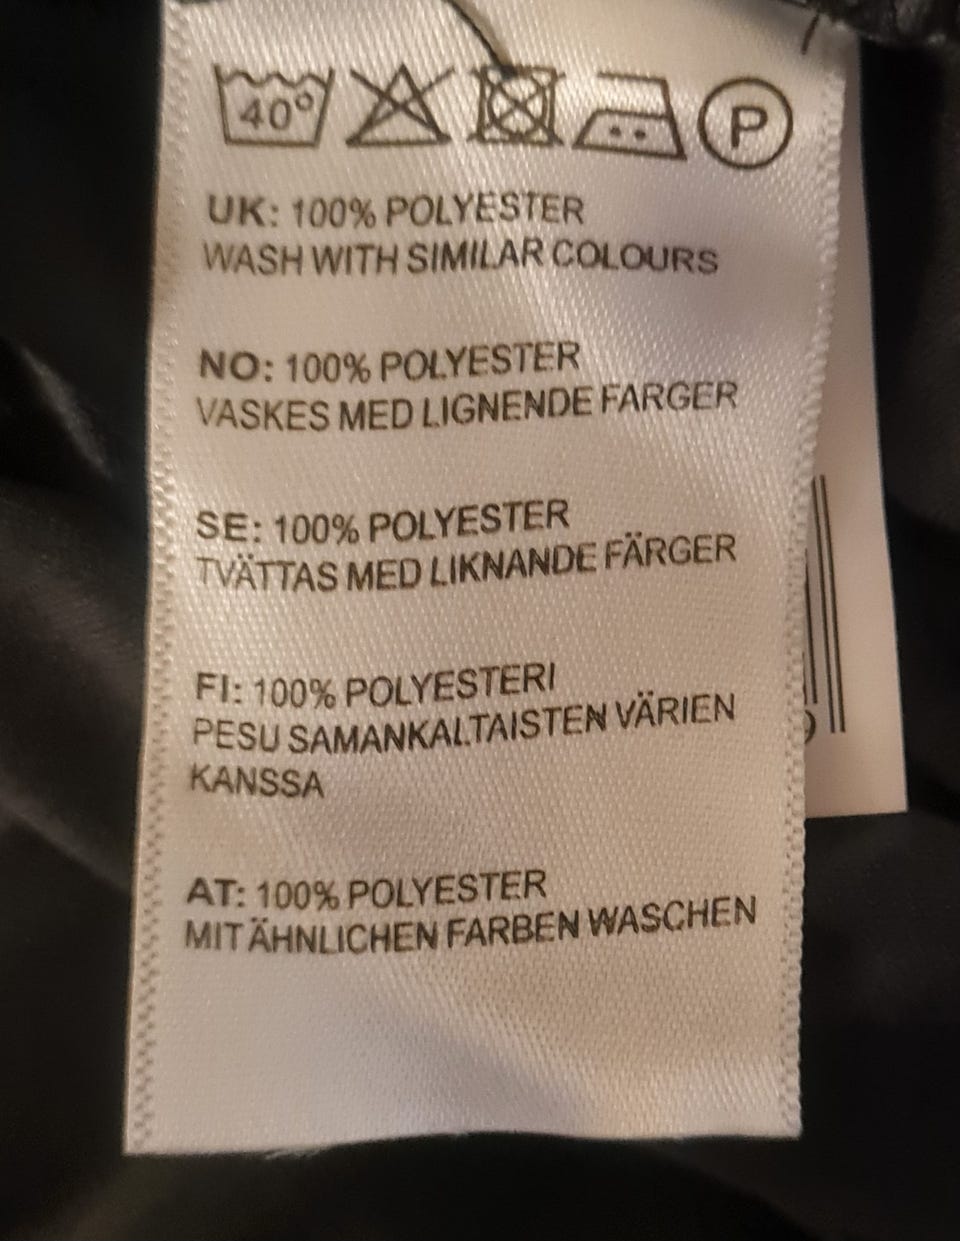 40°
P
UK: 100% POLYESTER
WASH WITH SIMILAR COLOURS
NO: 100% POLYESTER
VASKES MED LIGNENDE FARGER
SE: 100% POLYESTER
TVÄTTAS MED LIKNANDE FÄRGER
FI: 100% POLYESTERI
PESU SAMANKALTAISTEN VÄRIEN
KANSSA
AT: 100% POLYESTER
MIT ÄHNLICHEN FARBEN WASCHEN